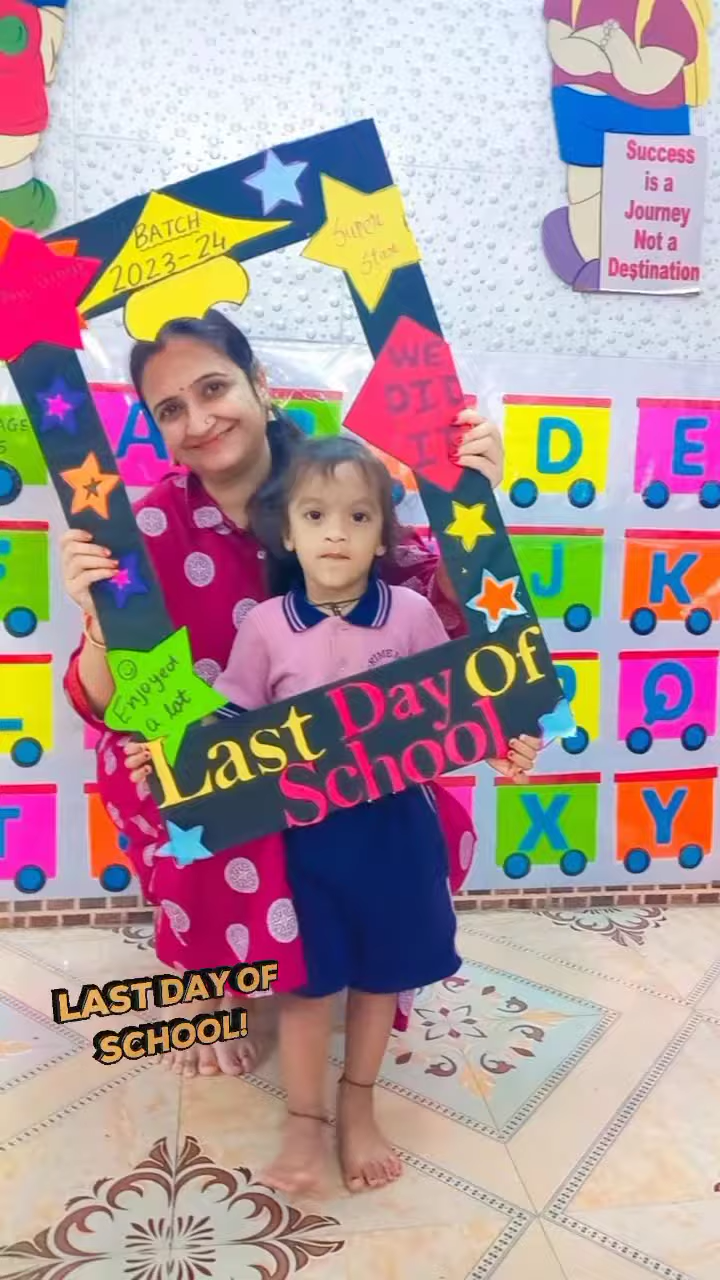 BATCH
2023-24
Super
Star
Success
is a
Journey
Not a
Destination
WE
DID
IT
AGE
A
D
E
F
J
K
Q
T
X
Y
Enjoyed
a lot
Last Day Of
School
LAST DAY OF
SCHOOL!